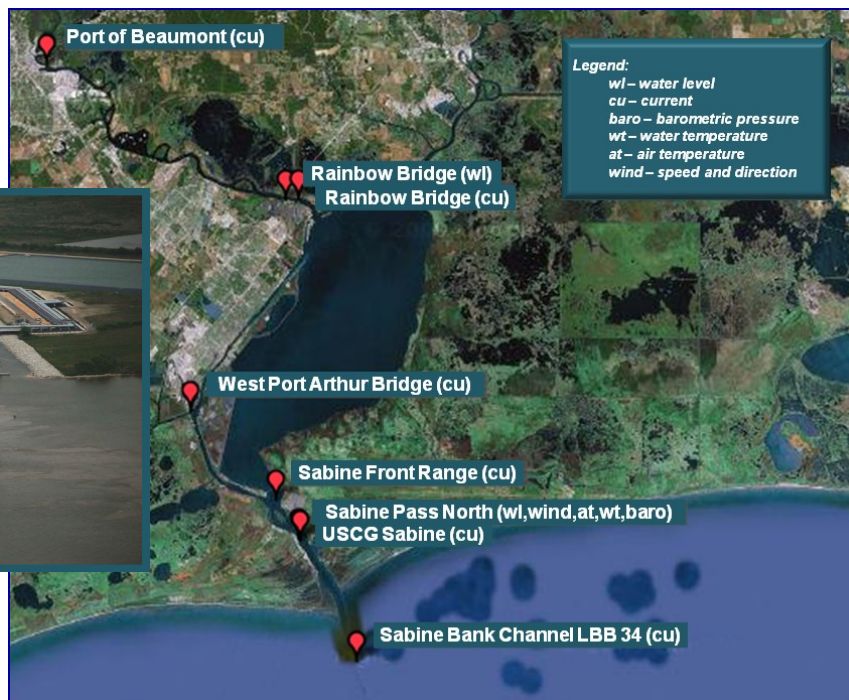 Port of Beaumont (cu)
Legend:
wl – water level
cu – current
baro – barometric pressure
wt – water temperature
at – air temperature
wind – speed and direction
Rainbow Bridge (wl)
Rainbow Bridge (cu)
West Port Arthur Bridge (cu)
Sabine Front Range (cu)
Sabine Pass North (wl,wind,at,wt,baro)
USCG Sabine (cu)
Sabine Bank Channel LBB 34 (cu)